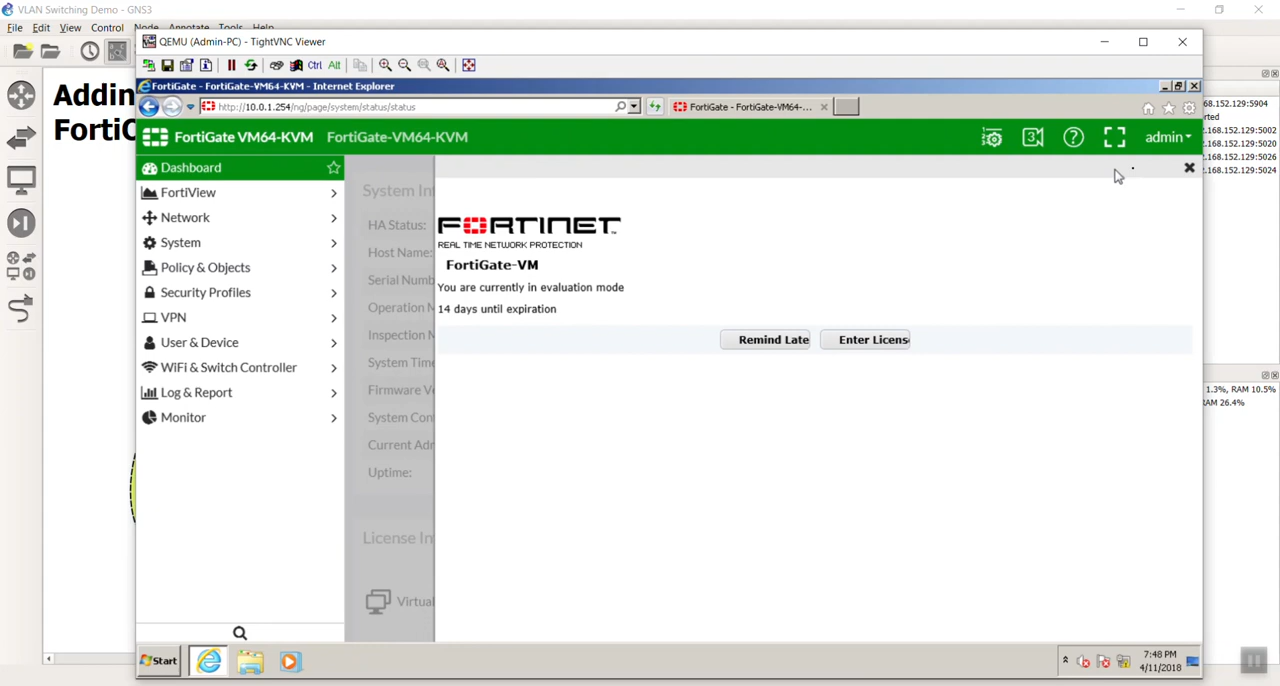 VLAN Switching Demo - GNS3
File Edit View Control Node Annotate Tools Help
QEMU (Admin-PC) - TightVNC Viewer
Ctrl Alt
FortiGate - FortiGate-VM64-KVM - Internet Explorer
http://10.0.1.254/ng/page/system/status/status
FortiGate - FortiGate-VM64-...
FortiGate VM64-KVM FortiGate-VM64-KVM
3
admin
Addin
FortiC
Dashboard
FortiView
Network
System
Policy & Objects
Security Profiles
VPN
User & Device
WiFi & Switch Controller
Log & Report
Monitor
System Int
HA Status:
Host Name:
Serial Numb
Operation M
Inspection M
System Time
Firmware Ve
System Con
Current Adr
Uptime:
License In
Virtual
FORTINET
REAL TIME NETWORK PROTECTION
FortiGate-VM
You are currently in evaluation mode
14 days until expiration
Remind Late
Enter Licens
68.152.129:5904
rted
.168.152.129:5002
.168.152.129:5020
.168.152.129:5026
.168.152.129:5024
1.3%, RAM 10.5%
RAM 26.4%
Start
7:48 PM
4/11/2018